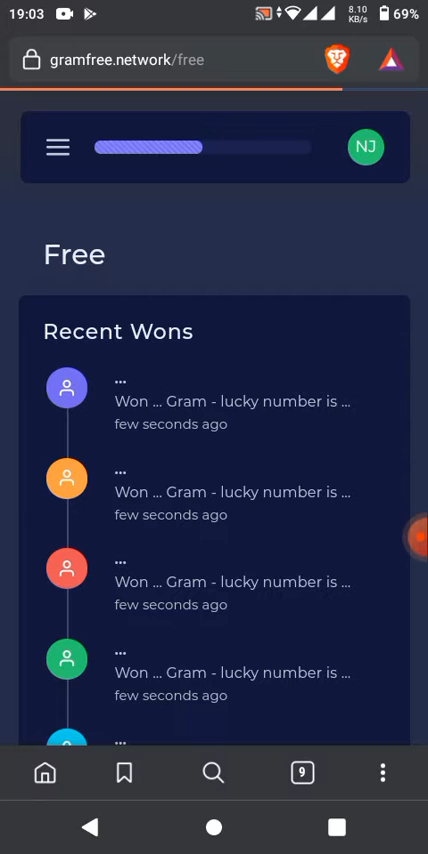 19:03
8.10
KB/s
69%
gramfree.network/free
NJ
Free
Recent Wons
...
Won ... Gram - lucky number is ...
few seconds ago
...
Won ... Gram - lucky number is ...
few seconds ago
...
Won ... Gram - lucky number is ...
few seconds ago
...
Won ... Gram - lucky number is ...
few seconds ago
...
9